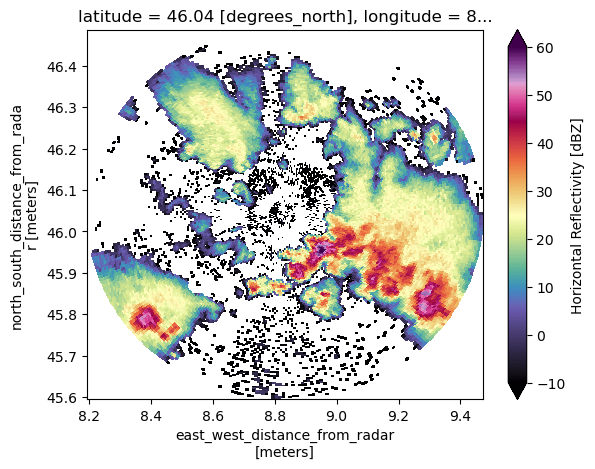 latitude = 46.04 [degrees_north], longitude = 8...
north_south_distance_from_rada
r [meters]
46.4
46.3
46.2
46.1
46.0
45.9
45.8
45.7
45.6
8.2 8.4 8.6 8.8 9.0 9.2 9.4
east_west_distance_from_radar
[meters]
60
50
40
30
20
10
0
−10
Horizontal Reflectivity [dBZ]